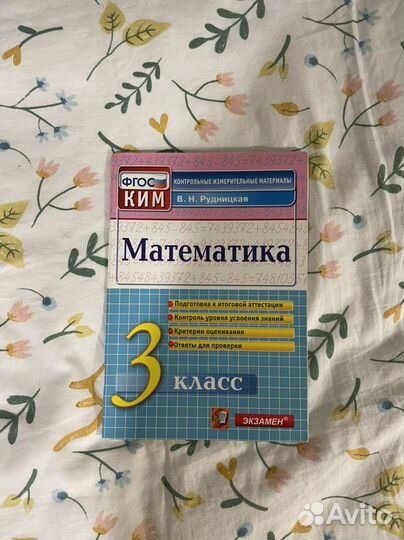 ФГОС
КИМ
КОНТРОЛЬНЫЕ ИЗМЕРИТЕЛЬНЫЕ МАТЕРИАЛЫ
В. Н. Рудницкая
Математика
Подготовка к итоговой аттестации
Контроль уровня усвоения знаний
Критерии оценивания
Ответы для проверки
3 КЛАСС
ЭКЗАМЕН®
Avito